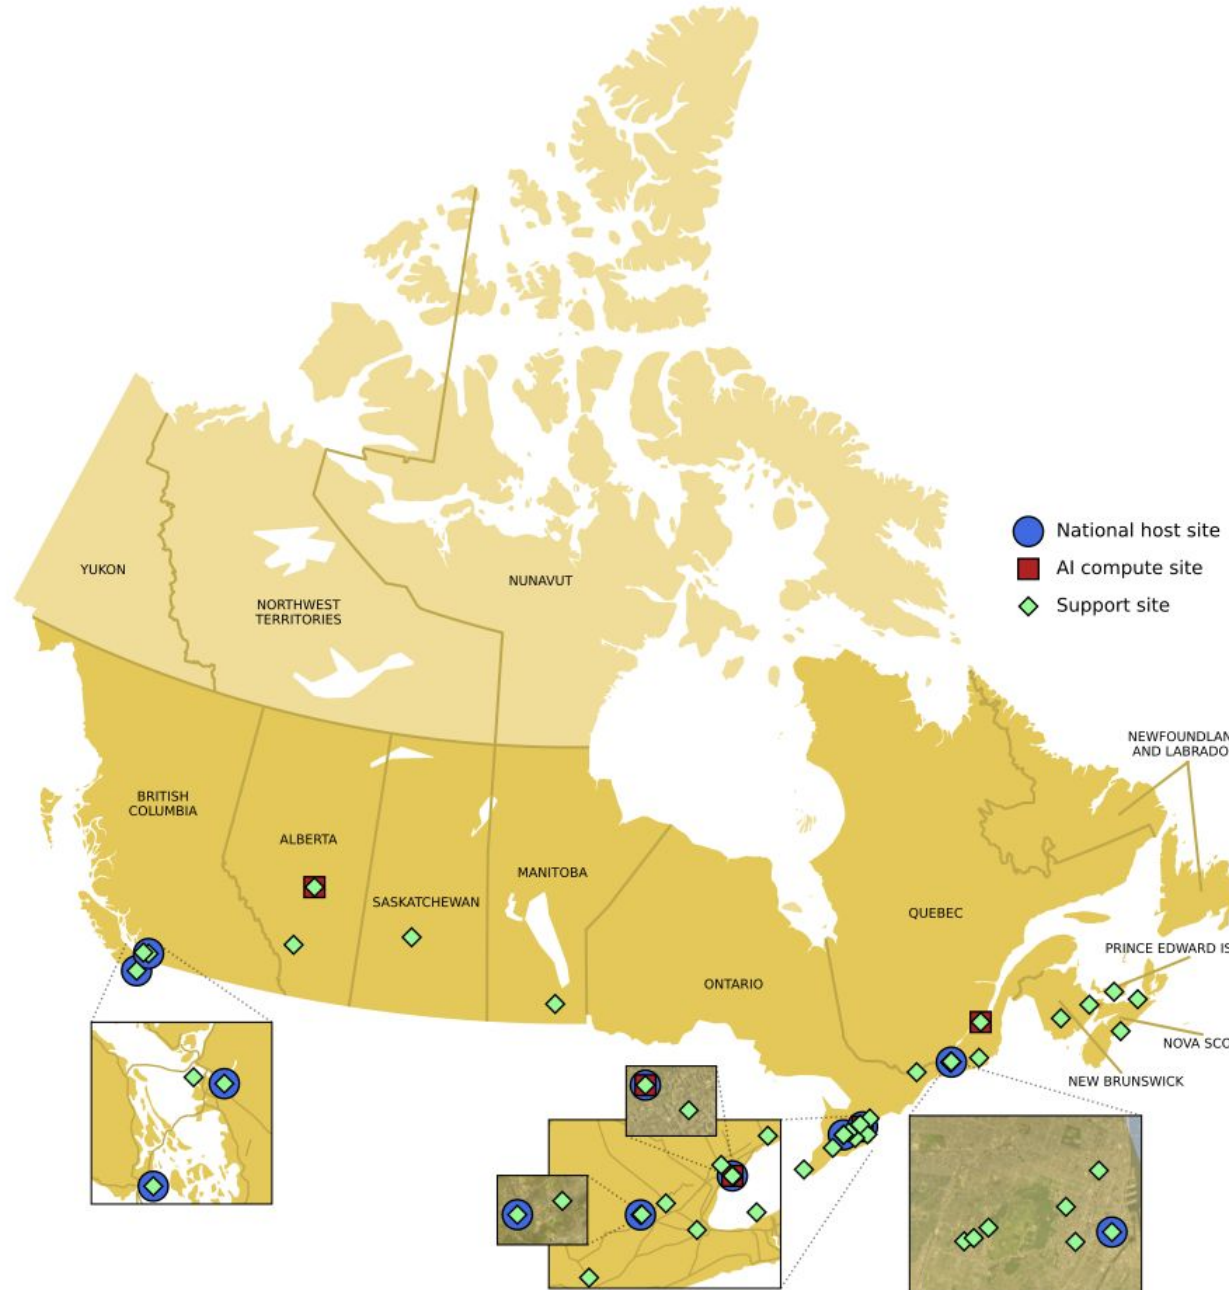 National host site
AI compute site
Support site
YUKON
NORTHWEST
TERRITORIES
NUNAVUT
BRITISH
COLUMBIA
ALBERTA
SASKATCHEWAN
MANITOBA
ONTARIO
QUEBEC
NEWFOUNDLAN
AND LABRADO
PRINCE EDWARD IS
NOVA SCO
NEW BRUNSWICK